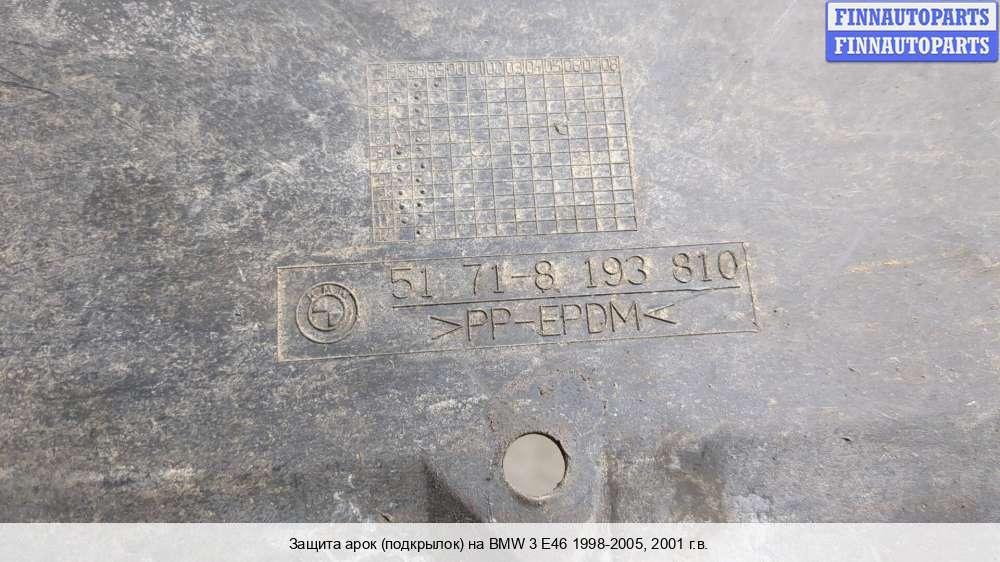 FINNAUTOPARTS
FINNAUTOPARTS
51 71-8 193 810
>PP-EPDM<
Защита арок (подкрылок) на BMW 3 E46 1998-2005, 2001 г.в.